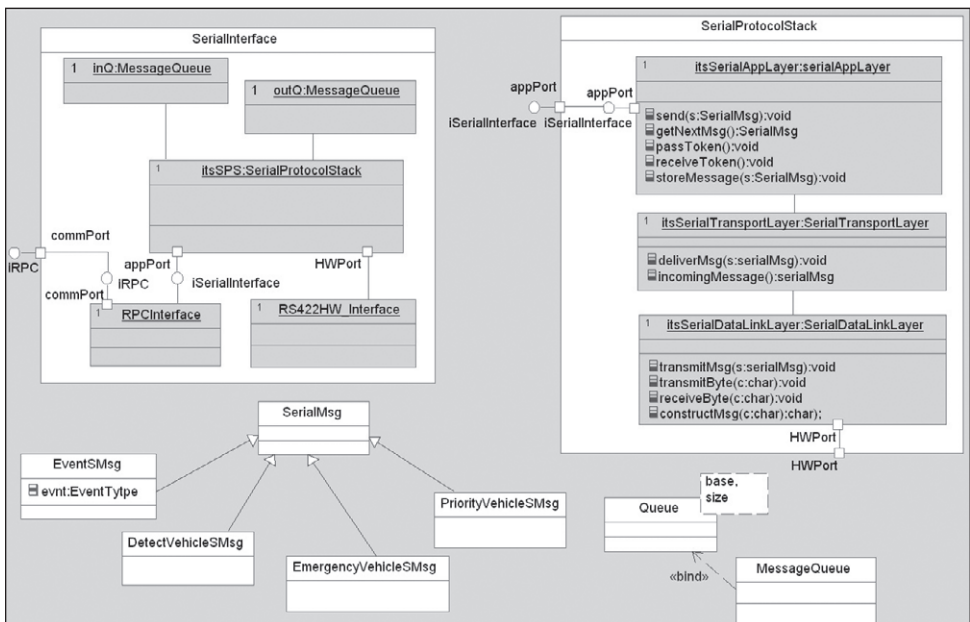 SerialInterface
1 inQ:MessageQueue
1 outQ:MessageQueue
1 itsSPS:SerialProtocolStack
commPort
iRPC
appPort
HWPort
iRPC
iSerialInterface
commPort
1 RPCInterface
1 RS422HW_Interface
SerialProtocolStack
1 itsSerialAppLayer:serialAppLayer
appPort
appPort
iSerialInterface
iSerialInterface
send(s:SerialMsg):void
getNextMsg():SerialMsg
passToken():void
receiveToken():void
storeMessage(s:SerialMsg):void
1 itsSerialTransportLayer:SerialTransportLayer
deliverMsg(s:serialMsg):void
incomingMessage():serialMsg
1 itsSerialDataLinkLayer:SerialDataLinkLayer
transmitMsg(s:serialMsg):void
transmitByte(c:char):void
receiveByte(c:char):void
constructMsg(c:char):char);
HWPort
HWPort
SerialMsg
EventSMsg
evnt:EventTytpe
DetectVehicleSMsg
EmergencyVehicleSMsg
PriorityVehicleSMsg
base,
size
Queue
«bind»
MessageQueue